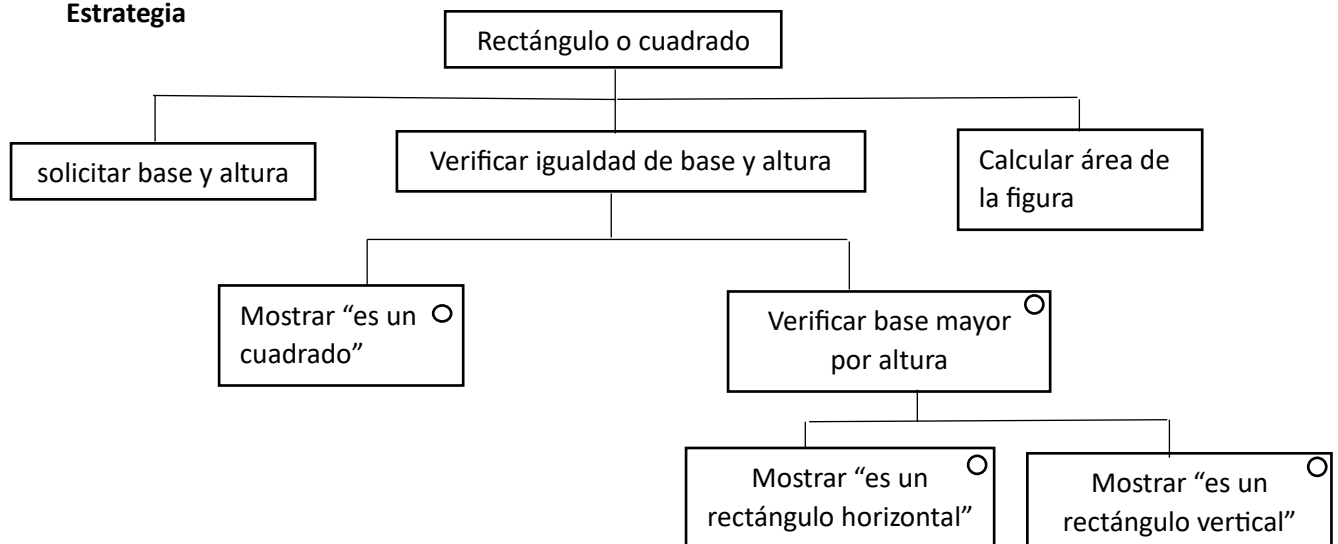 Estrategia
Rectángulo o cuadrado
solicitar base y altura
Verificar igualdad de base y altura
Calcular área de
la figura
Mostrar “es un
cuadrado”
Verificar base mayor
por altura
Mostrar “es un
rectángulo horizontal”
Mostrar “es un
rectángulo vertical”